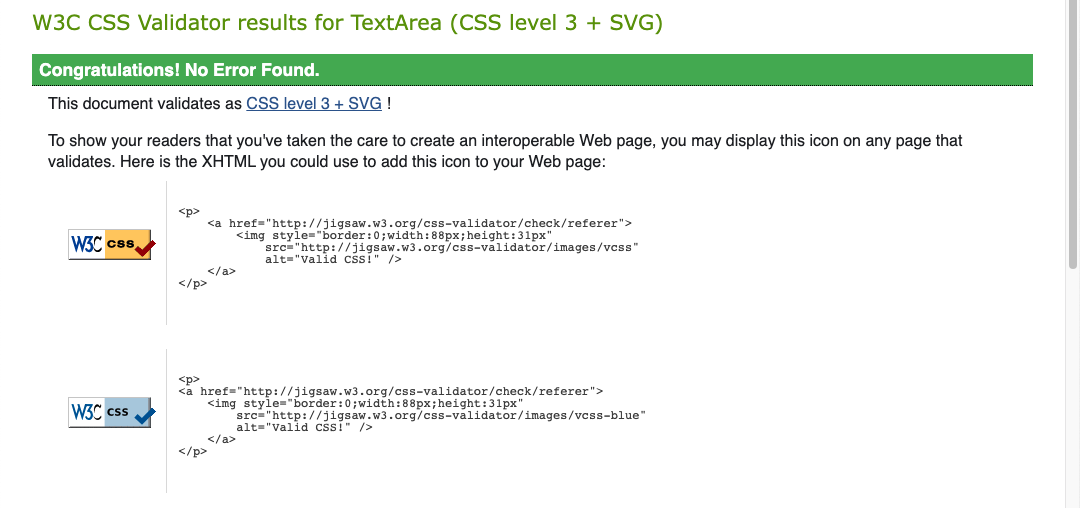 W3C CSS Validator results for TextArea (CSS level 3 + SVG)
Congratulations! No Error Found.
This document validates as CSS level 3 + SVG !
To show your readers that you've taken the care to create an interoperable Web page, you may display this icon on any page that
validates. Here is the XHTML you could use to add this icon to your Web page:
W3C css
<p>
<a href="http://jigsaw.w3.org/css-validator/check/referer">
<img style="border:0;width:88px;height:31px"
src="http://jigsaw.w3.org/css-validator/images/vcss"
alt="Valid CSS!" />
</a>
</p>
W3C css
<p>
<a href="http://jigsaw.w3.org/css-validator/check/referer">
<img style="border:0;width:88px;height:31px"
src="http://jigsaw.w3.org/css-validator/images/vcss-blue"
alt="Valid CSS!" />
</a>
</p>